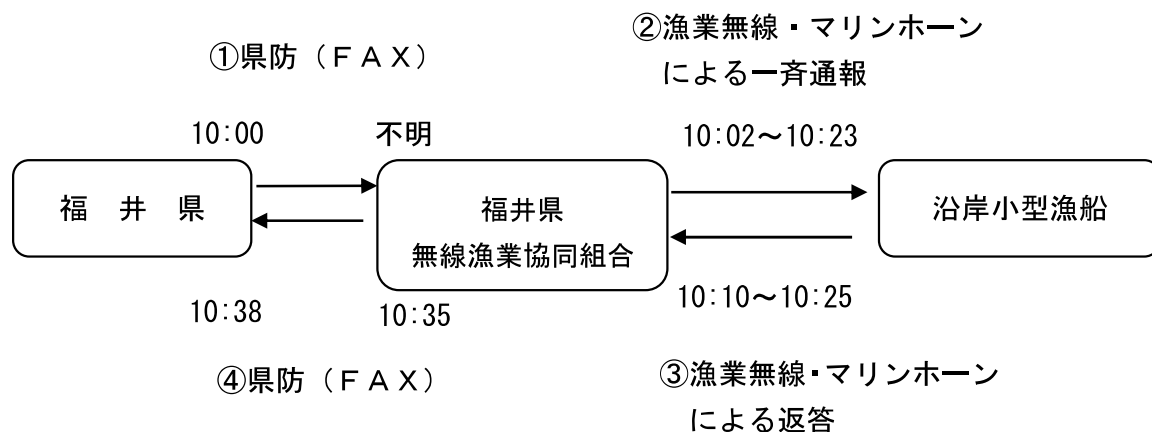 ①県防（ＦＡＸ）
②漁業無線・マリンホーン
による一斉通報
10:00
不明
10:02～10:23
福　井　県
福井県
無線漁業協同組合
沿岸小型漁船
10:38
10:35
10:10～10:25
④県防（ＦＡＸ）
③漁業無線・マリンホーン
による返答